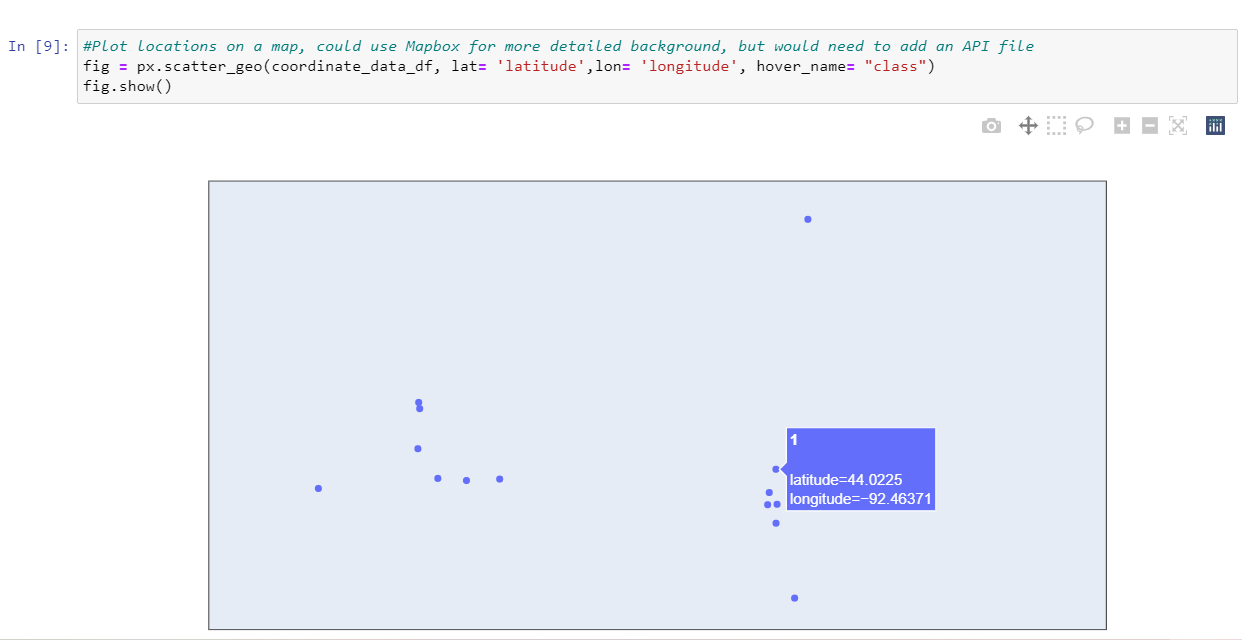 In [9]: #Plot locations on a map, could use Mapbox for more detailed background, but would need to add an API file
fig = px.scatter_geo(coordinate_data_df, lat= 'latitude',lon= 'longitude', hover_name= "class")
fig.show()
1
latitude=44.0225
longitude=−92.46371